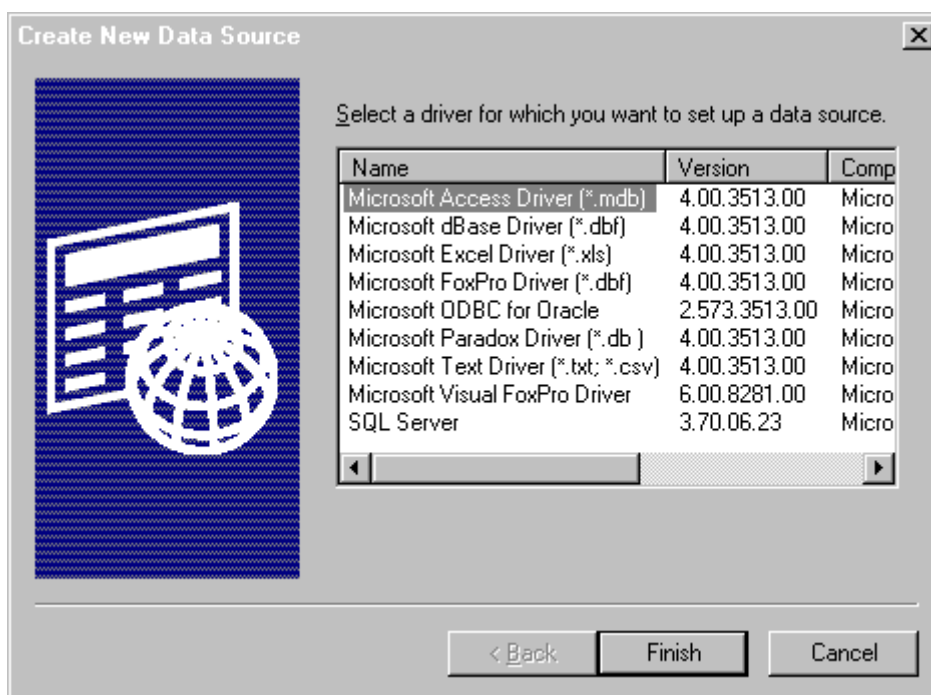 Create New Data Source
Select a driver for which you want to set up a data source.
Name Version Comp
Microsoft Access Driver (*.mdb) 4.00.3513.00 Micro
Microsoft dBase Driver (*.dbf) 4.00.3513.00 Micro
Microsoft Excel Driver (*.xls) 4.00.3513.00 Micro
Microsoft FoxPro Driver (*.dbf) 4.00.3513.00 Micro
Microsoft ODBC for Oracle 2.573.3513.00 Micro
Microsoft Paradox Driver (*.db ) 4.00.3513.00 Micro
Microsoft Text Driver (*.txt; *.csv) 4.00.3513.00 Micro
Microsoft Visual FoxPro Driver 6.00.8281.00 Micro
SQL Server 3.70.06.23 Micro
< Back Finish Cancel